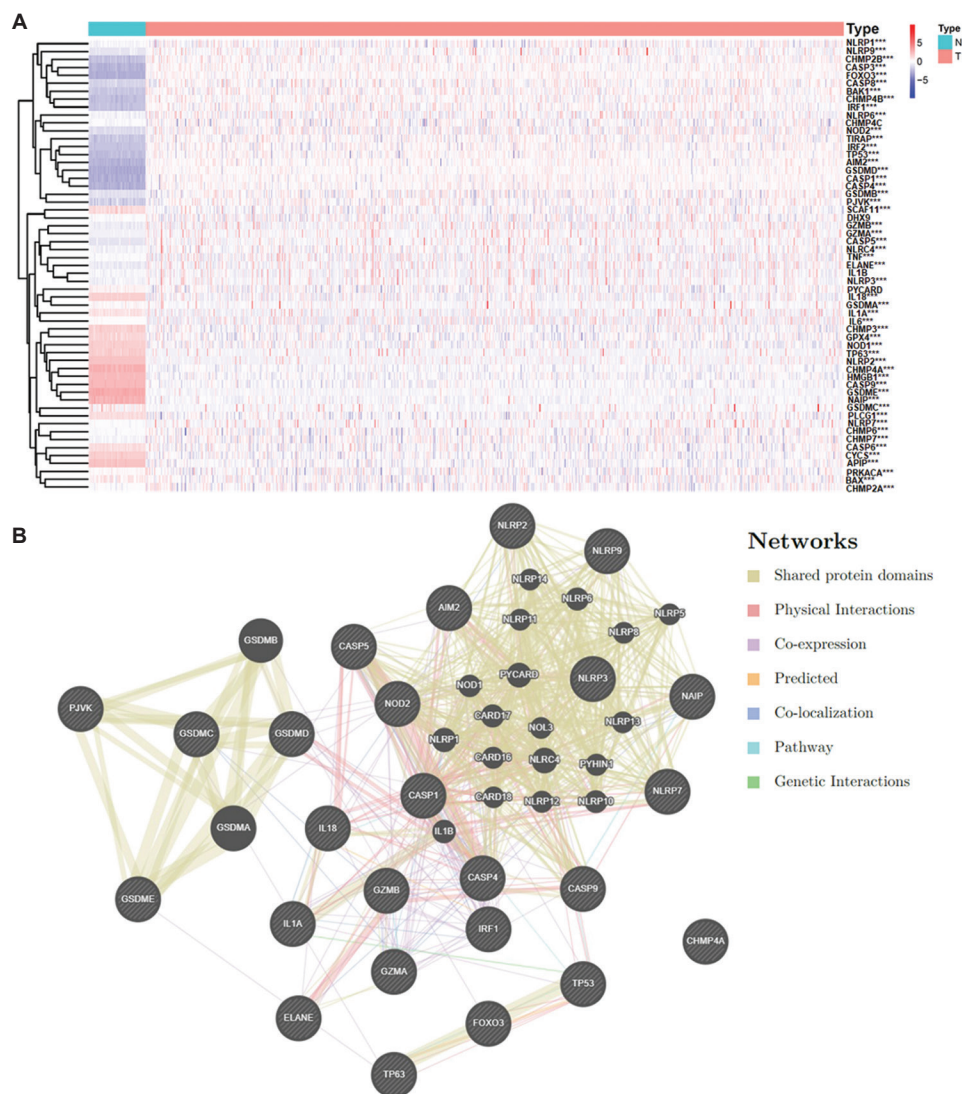 A
Type
NLRP1***
NLRP9***
CHMP2B***
CASP3***
FOXO3***
CASP8***
BAK1***
CHMP4B***
IRF1***
NLRP6***
CHMP4C
NOD2***
TIRAP***
IRF2***
TP53***
AIM2***
GSDMD***
CASP1***
CASP4***
GSDMB***
PJVK***
SCAF11***
DHX9
GZMB***
GZMA***
CASP5***
NLRC4***
TNF***
ELANE***
IL1B
NLRP3***
PYCARD
IL18***
GSDMA***
IL1A***
IL6***
CHMP3***
GPX4***
NOD1***
TP63***
NLRP2***
CHMP4A***
HMGB1***
CASP9***
GSDME***
NAIP***
GSDMC***
PLCG1***
NLRP7***
CHMP6***
CHMP7***
CASP6***
CYCS***
APIP***
PRKACA***
BAX***
CHMP2A***
5
0
−5
Type
N
T
B
NLRP2
NLRP9
NLRP14
NLRP6
AIM2
NLRP11
NLRP5
NLRP8
GSDMB
CASP5
PYCARD
NLRP3
NOD1
NOD2
NAIP
PJVK
GSDMC
GSDMD
CARD17
NOL3
NLRP13
NLRP1
CARD16
NLRC4
PYHIN1
CASP1
NLRP7
CARD18
NLRP12
NLRP10
GSDMA
IL18
IL1B
CASP4
GZMB
CASP9
GSDME
IL1A
IRF1
CHMP4A
GZMA
TP53
ELANE
FOXO3
TP63
Networks
Shared protein domains
Physical Interactions
Co-expression
Predicted
Co-localization
Pathway
Genetic Interactions